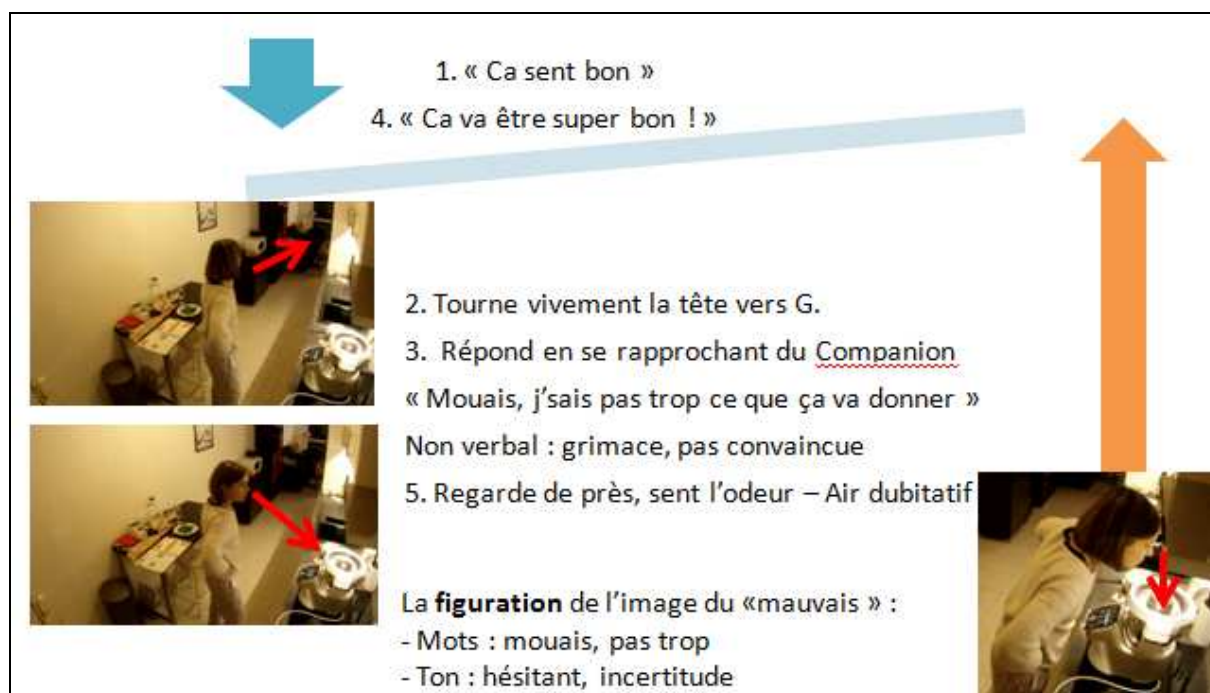 1. « Ca sent bon »
4. « Ca va être super bon ! »
2. Tourne vivement la tête vers G.
3. Répond en se rapprochant du Companion
« Mouais, j’sais pas trop ce que ça va donner »
Non verbal : grimace, pas convaincue
5. Regarde de près, sent l’odeur – Air dubitatif
La figuration de l’image du «mauvais » :
- Mots : mouais, pas trop
- Ton : hésitant, incertitude